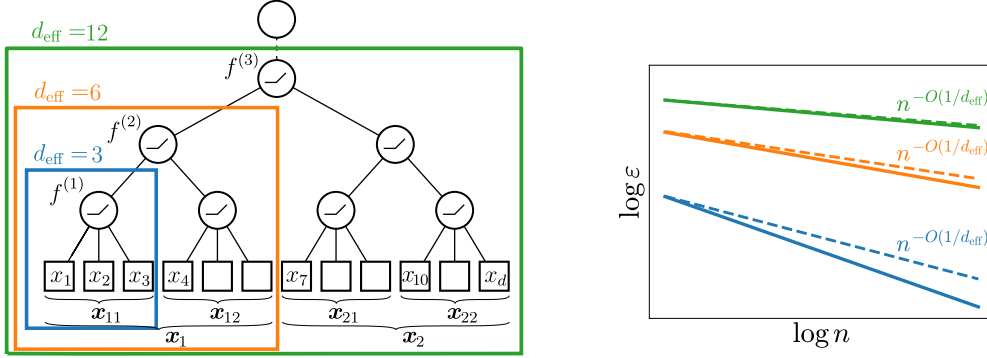 d_eff = 12
f^(3)
d_eff = 6
f^(2)
d_eff = 3
f^(1)
x_1 x_2 x_3 x_4 x_7 x_10 x_d
x_11 x_12 x_21 x_22
x_1 x_2
n^{-O(1/d_eff)}
n^{-O(1/d_eff)}
n^{-O(1/d_eff)}
log ε
log n